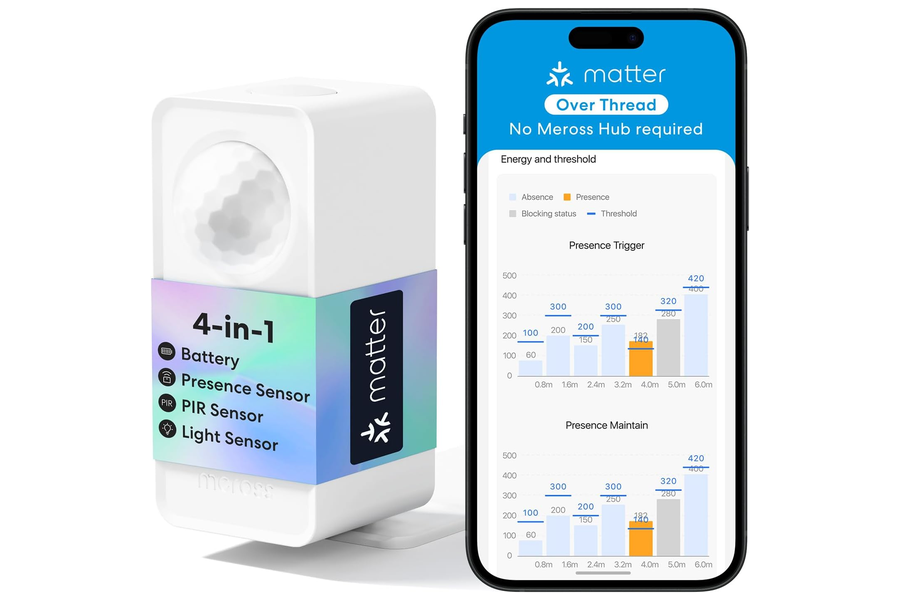 4-in-1
Battery
Presence Sensor
PIR
PIR Sensor
Light Sensor
matter
meross
matter
Over Thread
No Meross Hub required
Energy and threshold
Absence
Presence
Blocking status
Threshold
Presence Trigger
500
400
300
200
100
0
100
60
300
200
200
150
300
250
182
140
320
280
420
400
0.8m 1.6m 2.4m 3.2m 4.0m 5.0m 6.0m
Presence Maintain
500
400
300
200
100
0
100
60
300
200
200
150
300
250
182
140
320
280
420
400
0.8m 1.6m 2.4m 3.2m 4.0m 5.0m 6.0m